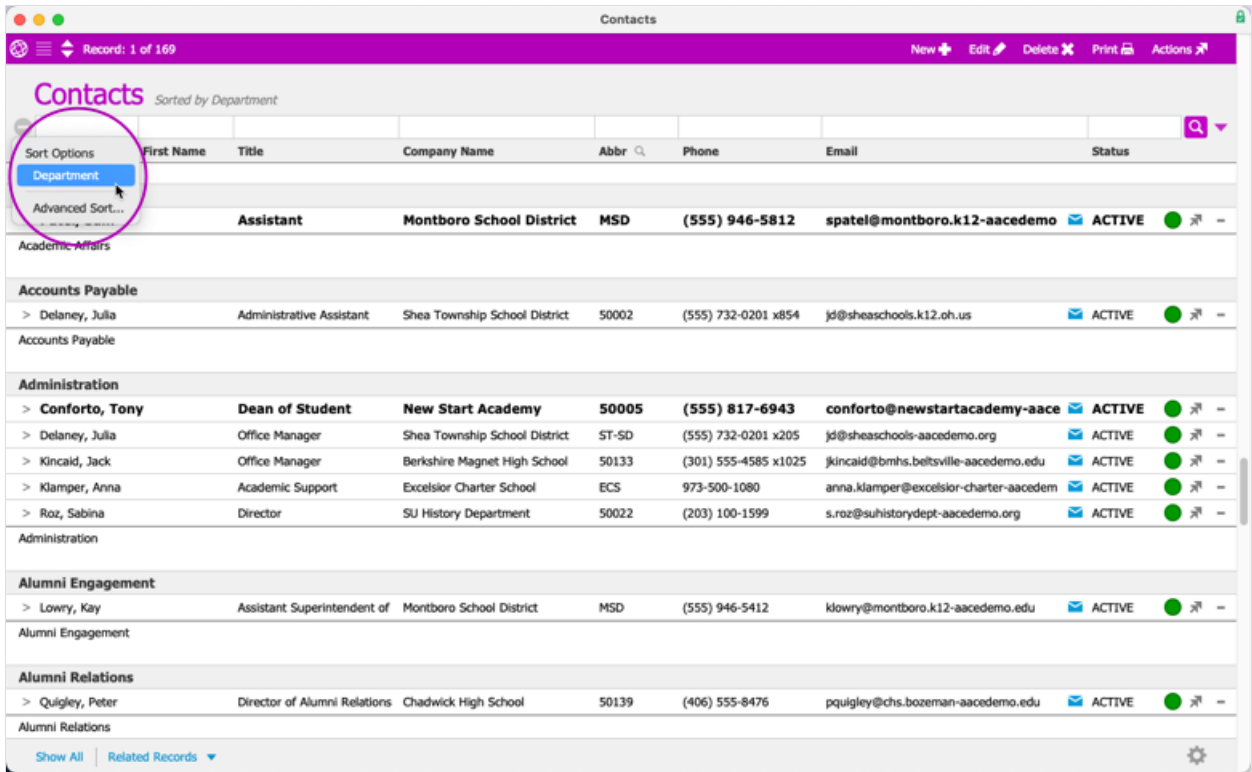 Contacts
Record: 1 of 169 New Edit Delete Print Actions
Contacts Sorted by Department
Sort Options First Name Title Company Name Abbr Phone Email Status
Department
Advanced Sort...
Assistant Montboro School District MSD (555) 946-5812 spatel@montboro.k12-aacedemo ACTIVE
Academic Affairs
Accounts Payable
> Delaney, Julia Administrative Assistant Shea Township School District 50002 (555) 732-0201 x854 jd@sheaschools.k12.oh.us ACTIVE
Accounts Payable
Administration
> Conforto, Tony Dean of Student New Start Academy 50005 (555) 817-6943 conforto@newstartacademy-aace ACTIVE
> Delaney, Julia Office Manager Shea Township School District ST-SD (555) 732-0201 x205 jd@sheaschools-aacedemo.org ACTIVE
> Kincaid, Jack Office Manager Berkshire Magnet High School 50133 (301) 555-4585 x1025 jkincaid@bmhs.beltsville-aacedemo.edu ACTIVE
> Klamper, Anna Academic Support Excelsior Charter School ECS 973-500-1080 anna.klamper@excelsior-charter-aacedem ACTIVE
> Roz, Sabina Director SU History Department 50022 (203) 100-1599 s.roz@suhistorydept-aacedemo.org ACTIVE
Administration
Alumni Engagement
> Lowry, Kay Assistant Superintendent of Montboro School District MSD (555) 946-5412 klowry@montboro.k12-aacedemo.edu ACTIVE
Alumni Engagement
Alumni Relations
> Quigley, Peter Director of Alumni Relations Chadwick High School 50139 (406) 555-8476 pquigley@chs.bozeman-aacedemo.edu ACTIVE
Alumni Relations
Show All Related Records